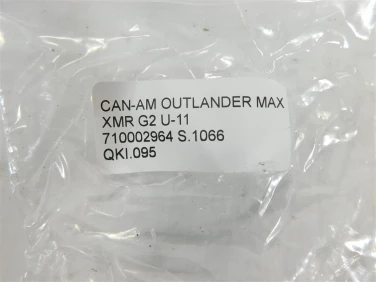 CAN-AM OUTLANDER MAX
XMR G2 U-11
710002964 S.1066
QKI.095